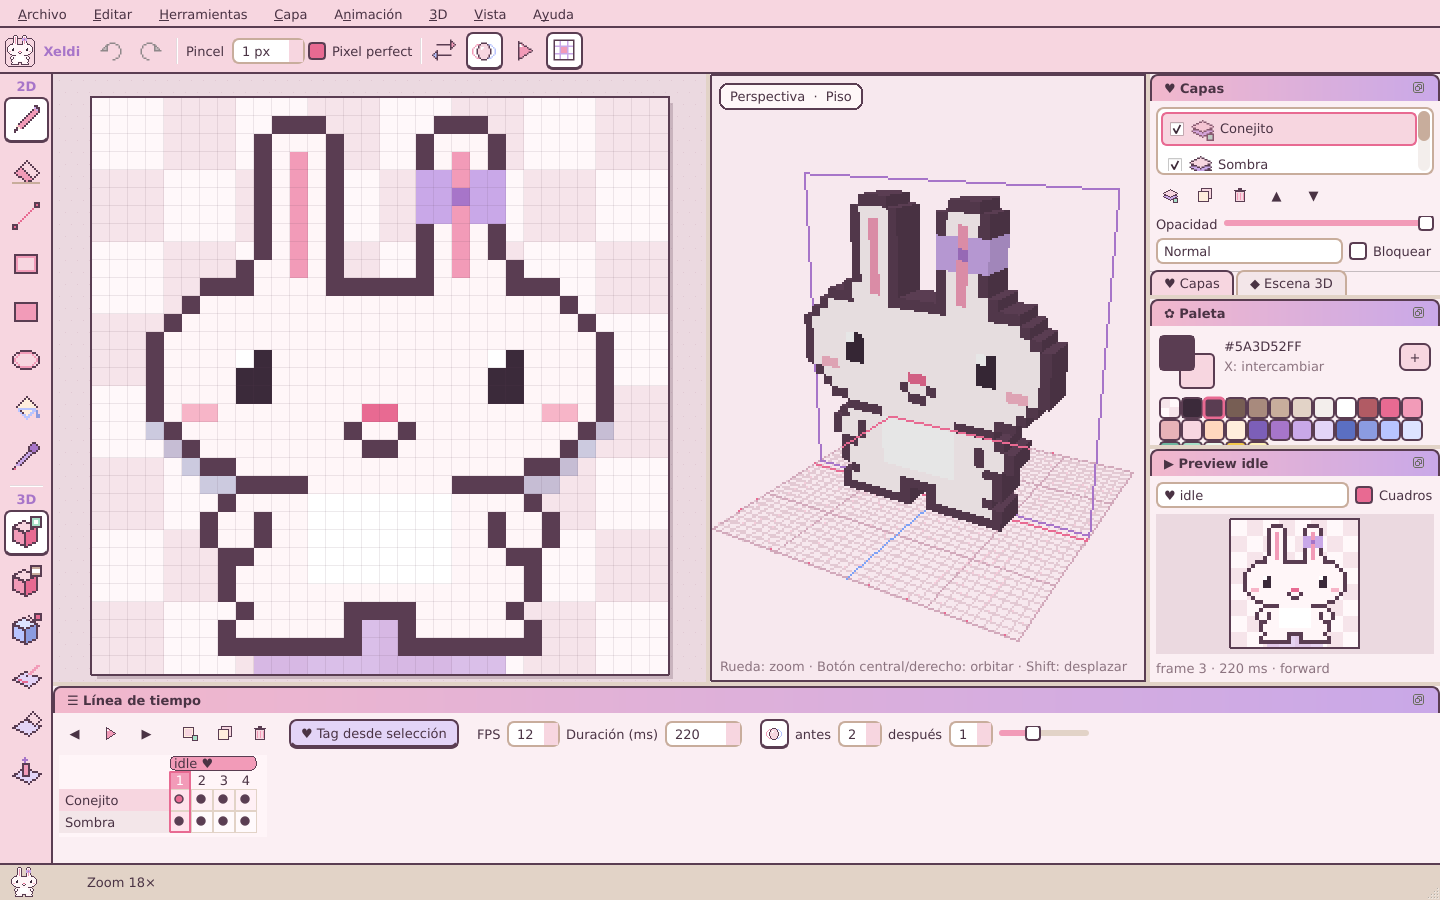 Archivo Editar Herramientas Capa Animación 3D Vista Ayuda
Xeldi Pincel 1 px Pixel perfect
2D
3D
Perspectiva · Piso
Rueda: zoom · Botón central/derecho: orbitar · Shift: desplazar
♥ Capas
Conejito
Sombra
Opacidad
Normal Bloquear
♥ Capas ◆ Escena 3D
✿ Paleta
#5A3D52FF
X: intercambiar
+
▶ Preview idle
♥ idle Cuadros
frame 3 · 220 ms · forward
☰ Línea de tiempo
♥ Tag desde selección FPS 12 Duración (ms) 220 antes 2 después 1
idle ♥
1 2 3 4
Conejito
Sombra
Zoom 18×